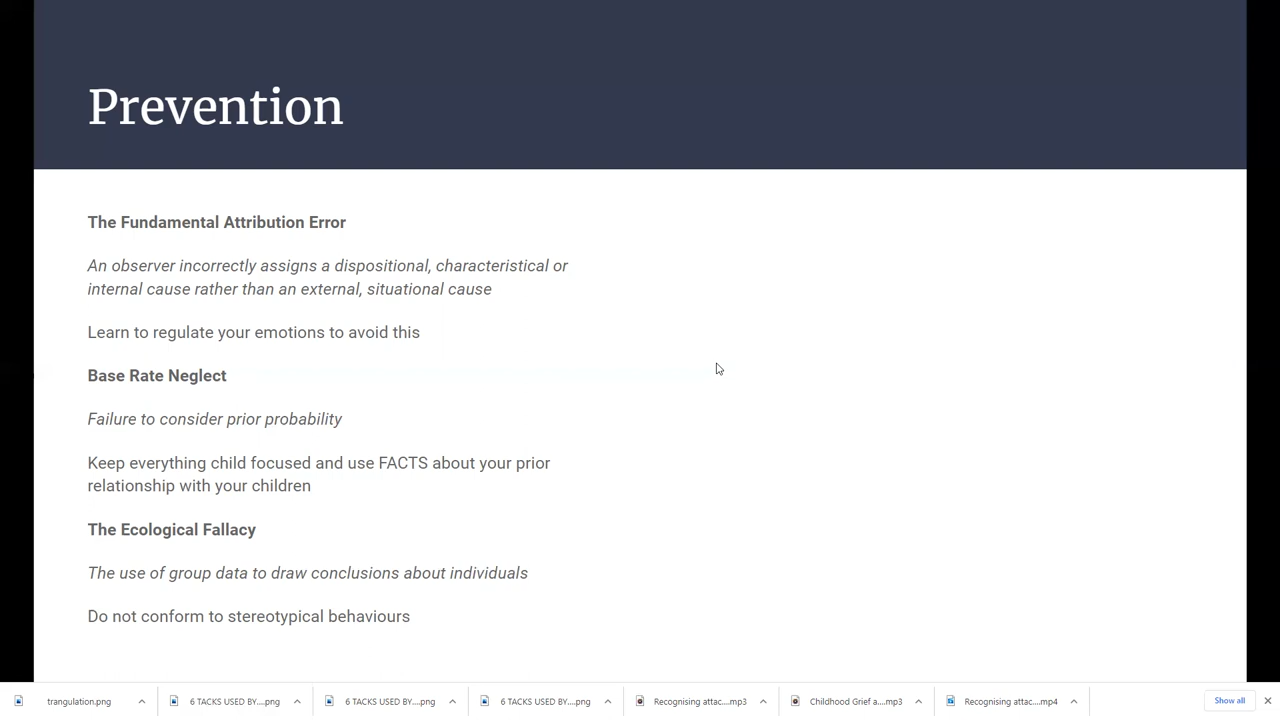 Prevention
The Fundamental Attribution Error
An observer incorrectly assigns a dispositional, characteristical or
internal cause rather than an external, situational cause
Learn to regulate your emotions to avoid this
Base Rate Neglect
Failure to consider prior probability
Keep everything child focused and use FACTS about your prior
relationship with your children
The Ecological Fallacy
The use of group data to draw conclusions about individuals
Do not conform to stereotypical behaviours
trangulation.png
6 TACKS USED BY....png
6 TACKS USED BY....png
6 TACKS USED BY....png
Recognising attac....mp3
Childhood Grief a....mp3
Recognising attac....mp4
Show all